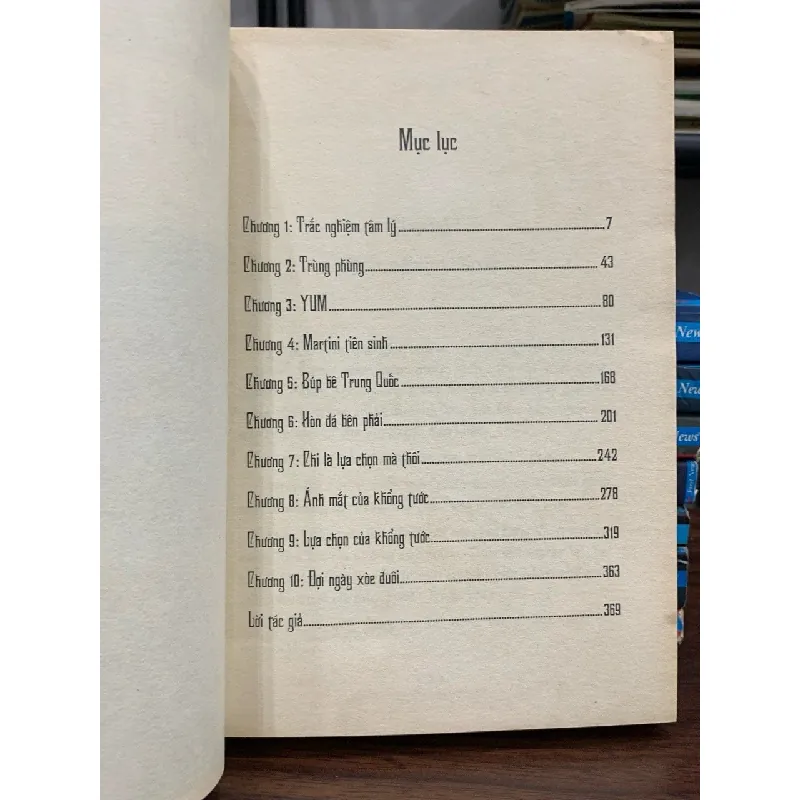 Mục lục
Chương 1: Trắc nghiệm tâm lý 7
Chương 2: Trùng phùng 43
Chương 3: YUM 80
Chương 4: Martini tiên sinh 131
Chương 5: Búp bê Trung Quốc 168
Chương 6: Hòn đá bên phải 201
Chương 7: Chỉ là lựa chọn mà thôi 242
Chương 8: Ánh mắt của khổng tước 278
Chương 9: Lựa chọn của khổng tước 319
Chương 10: Đợi ngày xòe đuôi 363
Lời tác giả 369
New
New
News